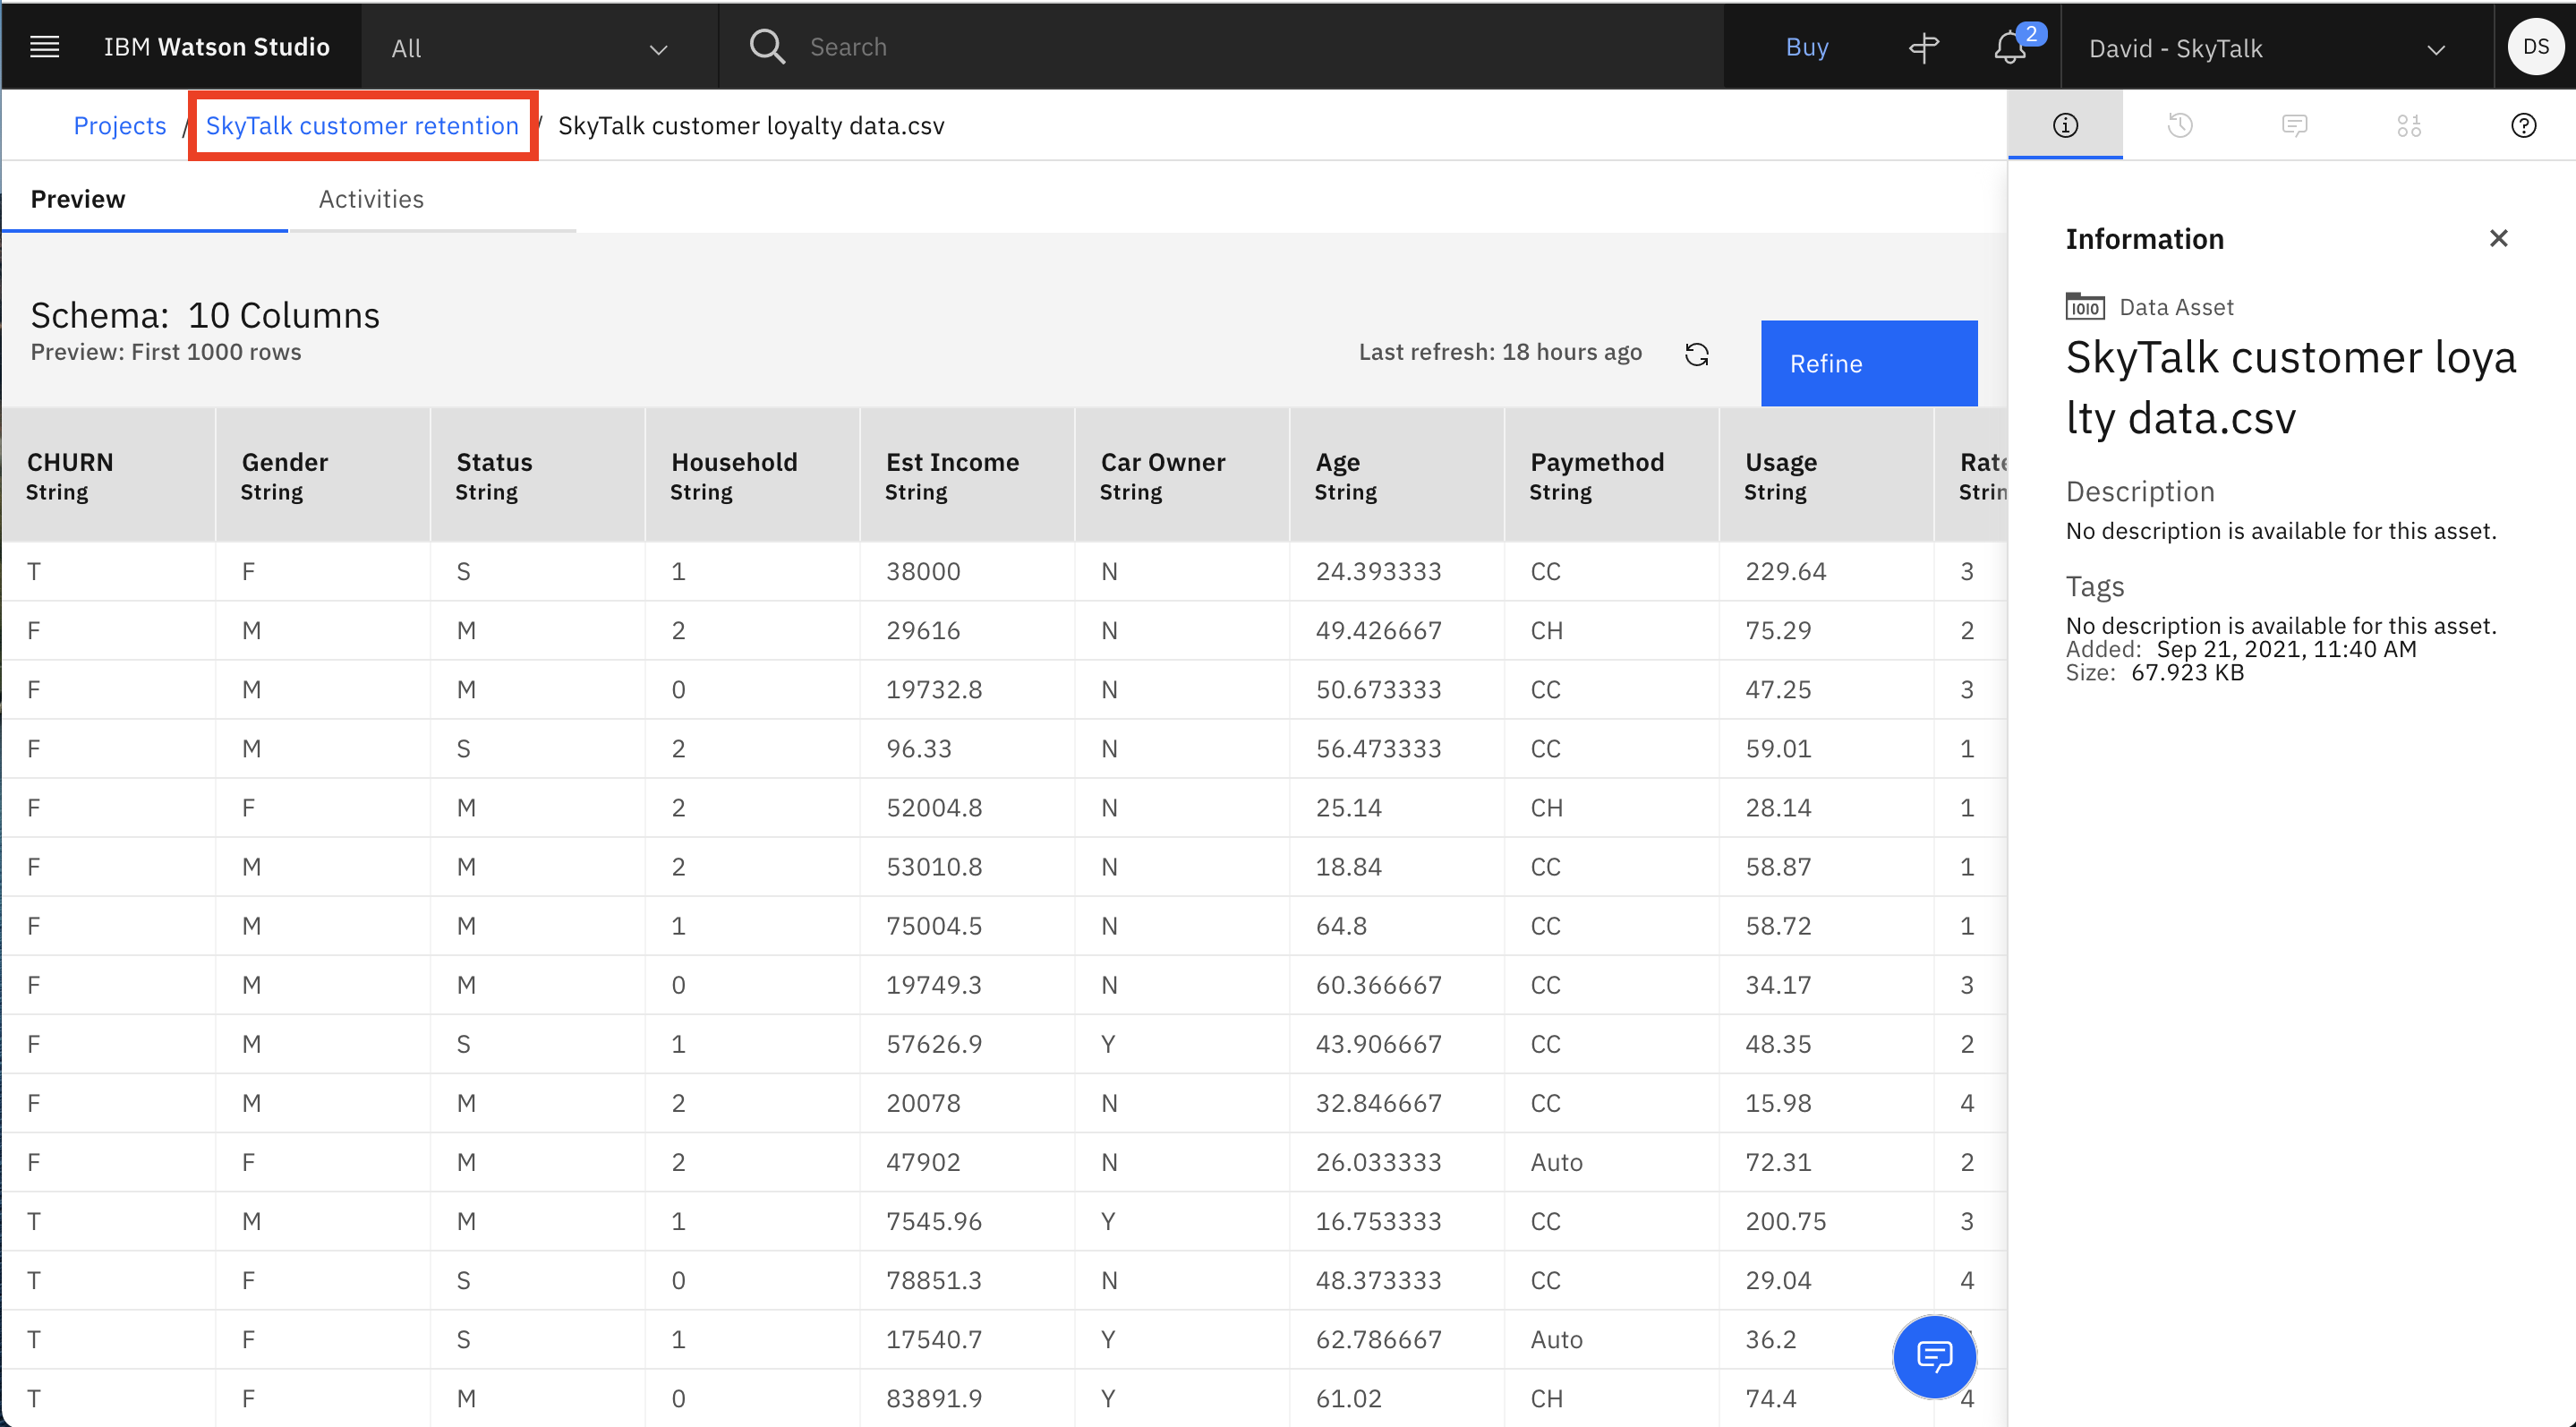 IBM Watson Studio All Search Buy 2 David - SkyTalk DS
Projects / SkyTalk customer retention / SkyTalk customer loyalty data.csv
Preview Activities
Schema: 10 Columns
Preview: First 1000 rows
Last refresh: 18 hours ago
Refine
CHURN Gender Status Household Est Income Car Owner Age Paymethod Usage
String String String String String String String String String
T F S 1 38000 N 24.393333 CC 229.64 3
F M M 2 29616 N 49.426667 CH 75.29 2
F M M 0 19732.8 N 50.673333 CC 47.25 3
F M S 2 96.33 N 56.473333 CC 59.01 1
F F M 2 52004.8 N 25.14 CH 28.14 1
F M M 2 53010.8 N 18.84 CC 58.87 1
F M M 1 75004.5 N 64.8 CC 58.72 1
F M M 0 19749.3 N 60.366667 CC 34.17 3
F M S 1 57626.9 Y 43.906667 CC 48.35 2
F M M 2 20078 N 32.846667 CC 15.98 4
F F M 2 47902 N 26.033333 Auto 72.31 2
T M M 1 7545.96 Y 16.753333 CC 200.75 3
T F S 0 78851.3 N 48.373333 CC 29.04 4
T F S 1 17540.7 Y 62.786667 Auto 36.2
T F M 0 83891.9 Y 61.02 CH 74.4 4
Information
1010 Data Asset
SkyTalk customer loya
lty data.csv
Description
No description is available for this asset.
Tags
No description is available for this asset.
Added: Sep 21, 2021, 11:40 AM
Size: 67.923 KB